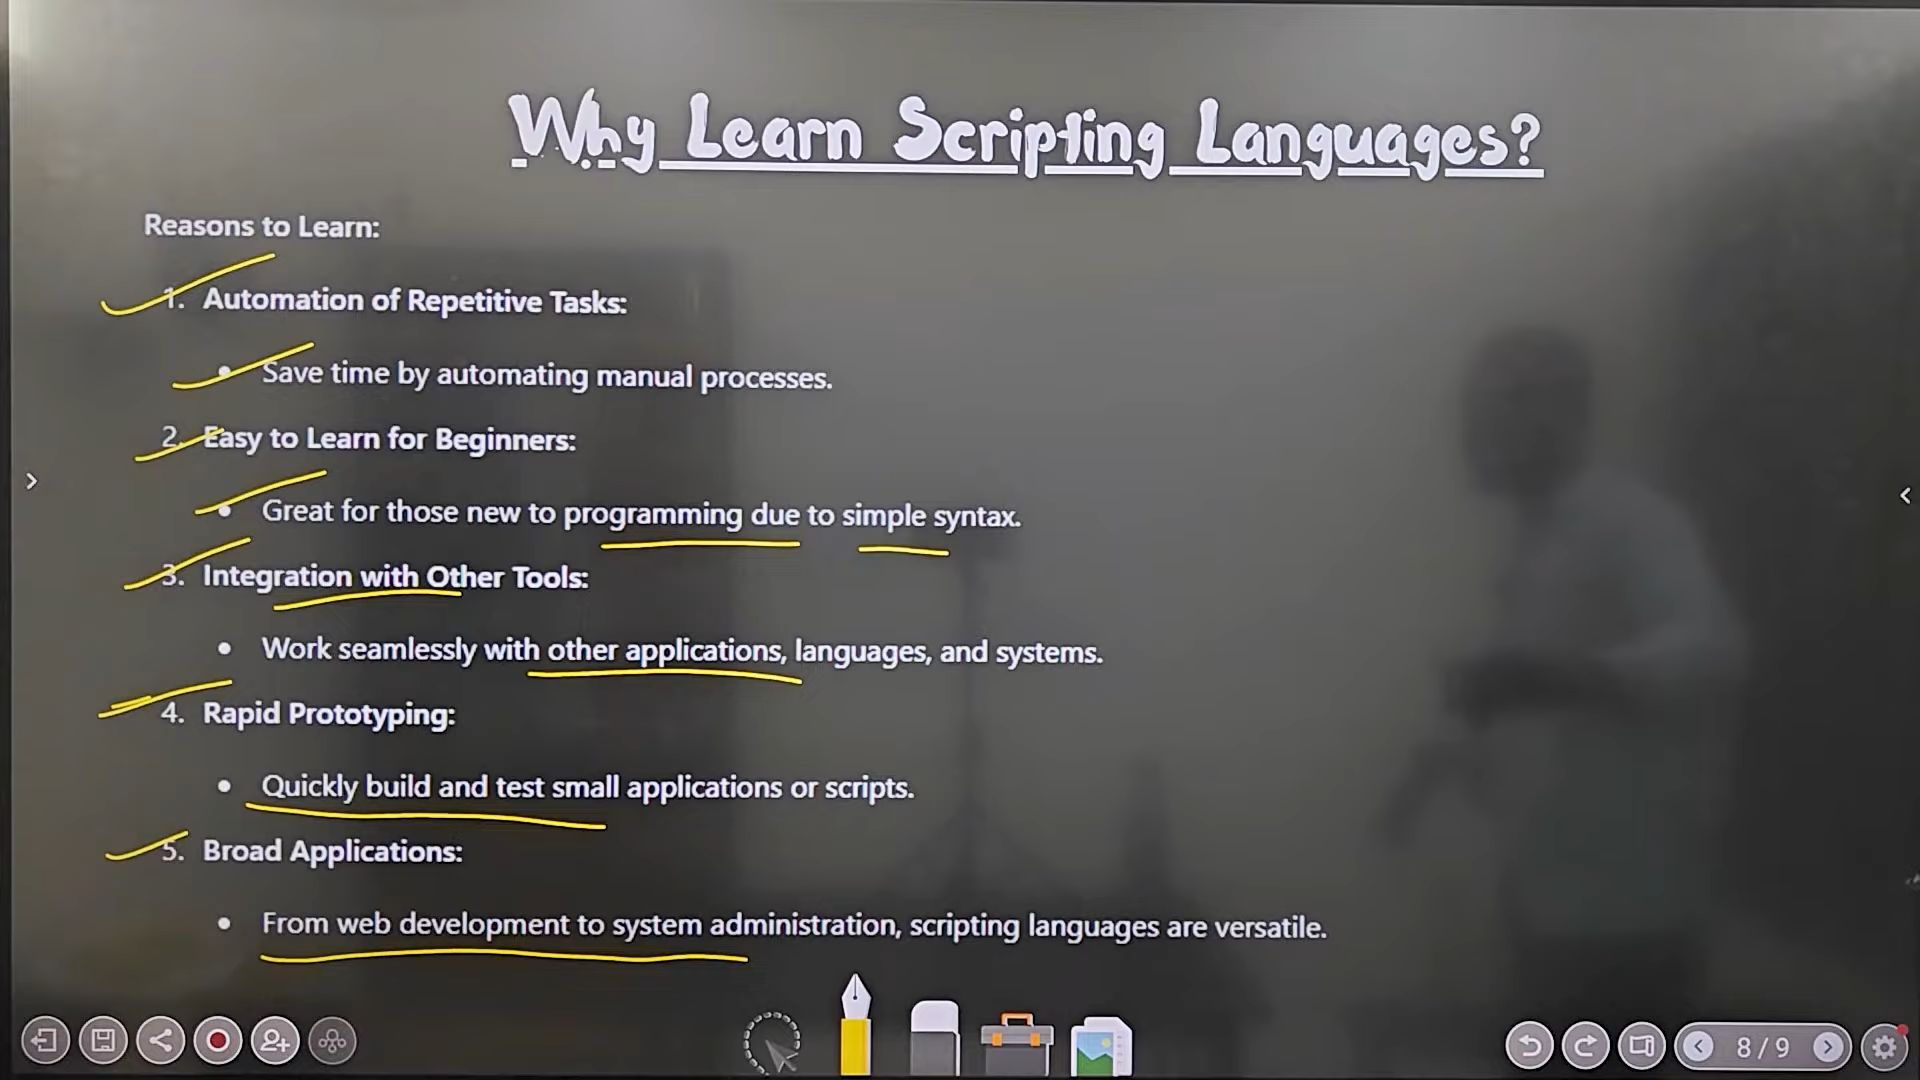 Why Learn Scripting Languages?
Reasons to Learn:
1. Automation of Repetitive Tasks:
• Save time by automating manual processes.
2. Easy to Learn for Beginners:
• Great for those new to programming due to simple syntax.
3. Integration with Other Tools:
• Work seamlessly with other applications, languages, and systems.
4. Rapid Prototyping:
• Quickly build and test small applications or scripts.
5. Broad Applications:
• From web development to system administration, scripting languages are versatile.
8 / 9